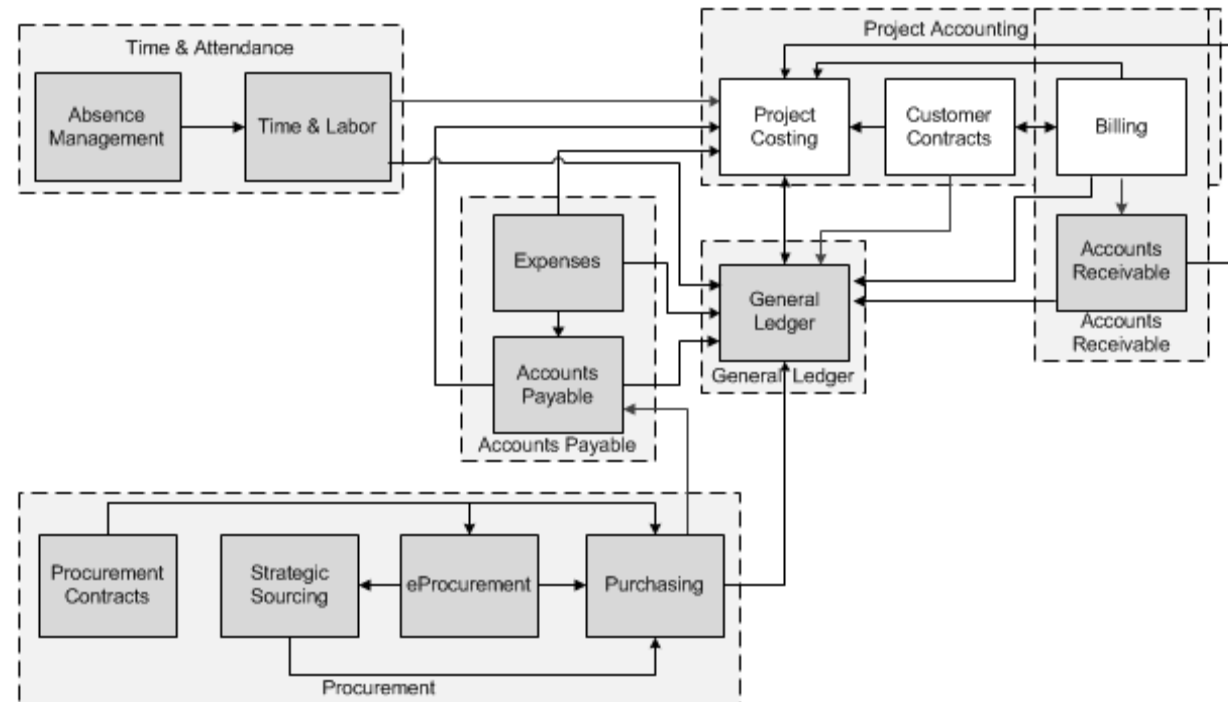 Time & Attendance
Absence
Management
Time & Labor
Project Accounting
Project
Costing
Customer
Contracts
Billing
Expenses
Accounts
Payable
Accounts Payable
General
Ledger
General Ledger
Accounts
Receivable
Accounts
Receivable
Procurement
Contracts
Strategic
Sourcing
eProcurement
Purchasing
Procurement